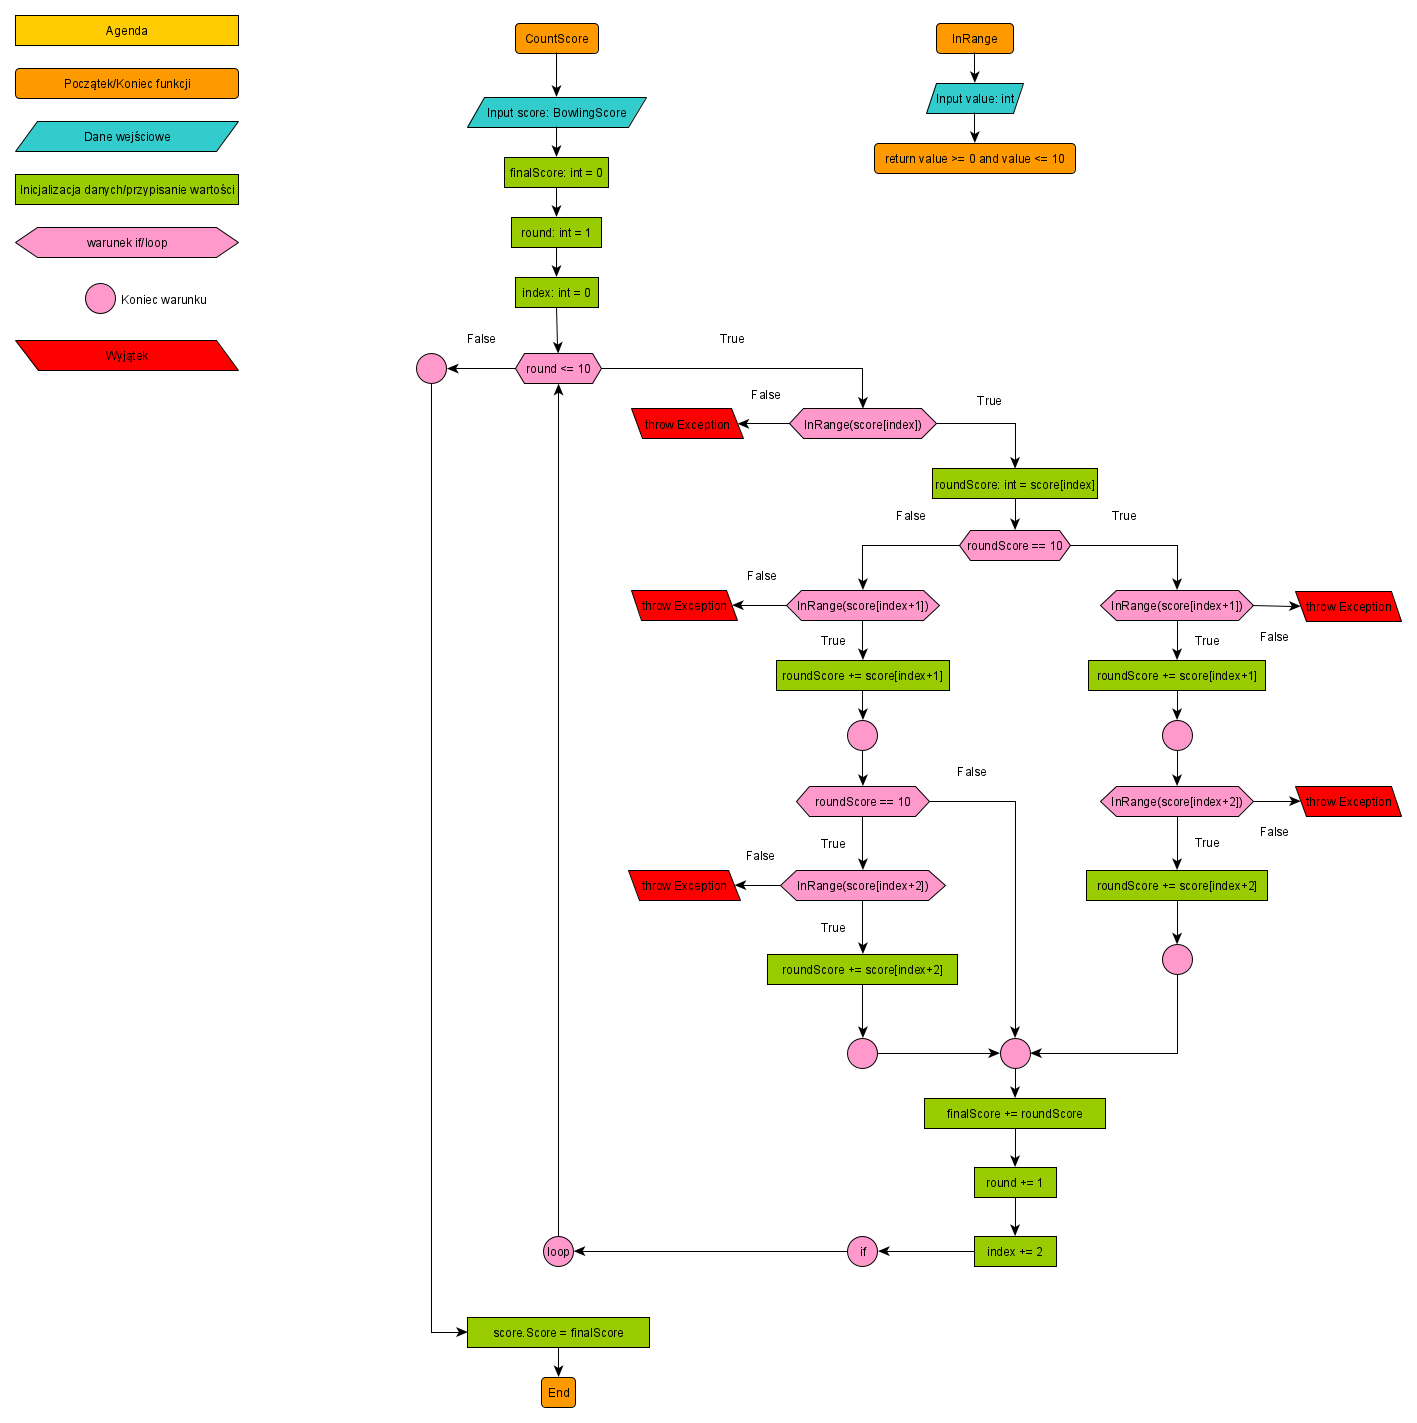 Agenda
Początek/Koniec funkcji
Dane wejściowe
Inicjalizacja danych/przypisanie wartości
warunek if/loop
Koniec warunku
Wyjątek
CountScore
Input score: BowlingScore
finalScore: int = 0
round: int = 1
index: int = 0
False
True
round <= 10
False
True
throw Exception
InRange(score[index])
roundScore: int = score[index]
False
True
roundScore == 10
False
throw Exception
InRange(score[index+1])
InRange(score[index+1])
throw Exception
True
True
False
roundScore += score[index+1]
roundScore += score[index+1]
False
roundScore == 10
InRange(score[index+2])
throw Exception
True
True
False
False
throw Exception
InRange(score[index+2])
roundScore += score[index+2]
True
roundScore += score[index+2]
finalScore += roundScore
round += 1
loop
if
index += 2
score.Score = finalScore
End
InRange
Input value: int
return value >= 0 and value <= 10